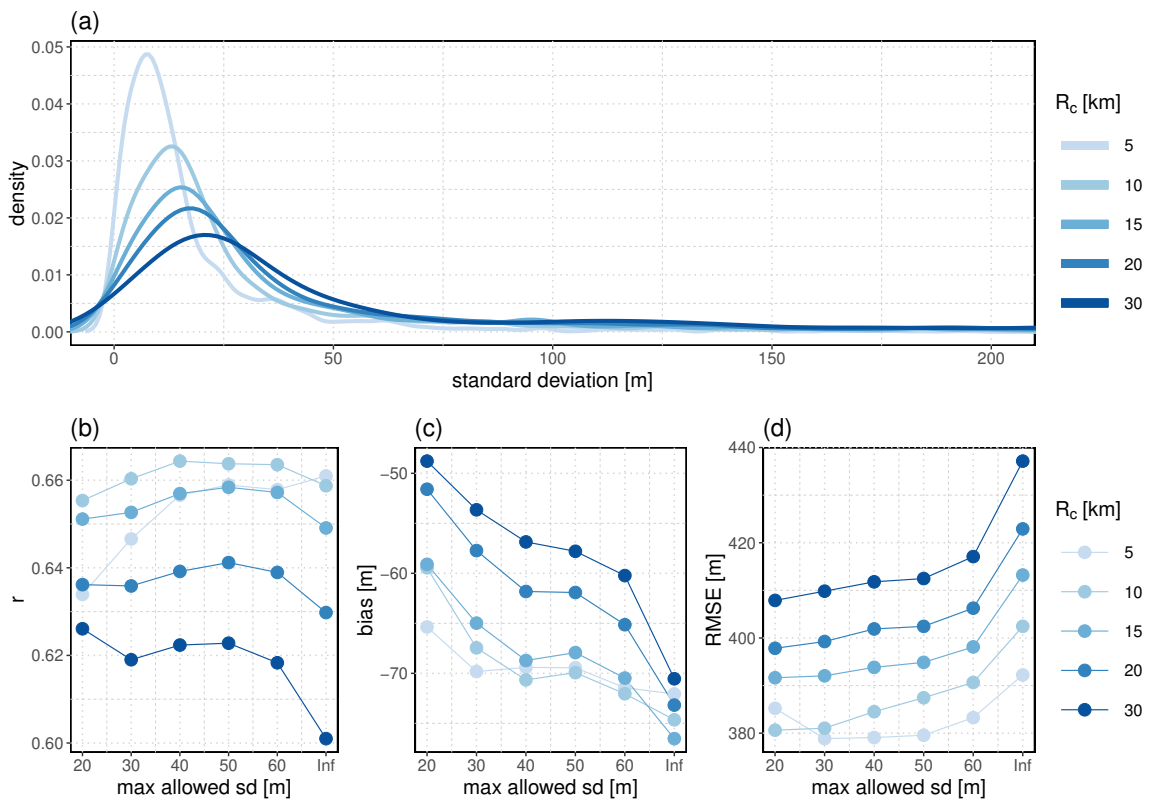 (a)
0.05
0.04
0.03
0.02
0.01
0.00
density
0 50 100 150 200
standard deviation [m]
Rc [km]
5
10
15
20
30
(b)
0.66
0.64
0.62
0.60
r
20 30 40 50 60 Inf
max allowed sd [m]
(c)
−50
−60
−70
bias [m]
20 30 40 50 60 Inf
max allowed sd [m]
(d)
440
420
400
380
RMSE [m]
20 30 40 50 60 Inf
max allowed sd [m]
Rc [km]
5
10
15
20
30